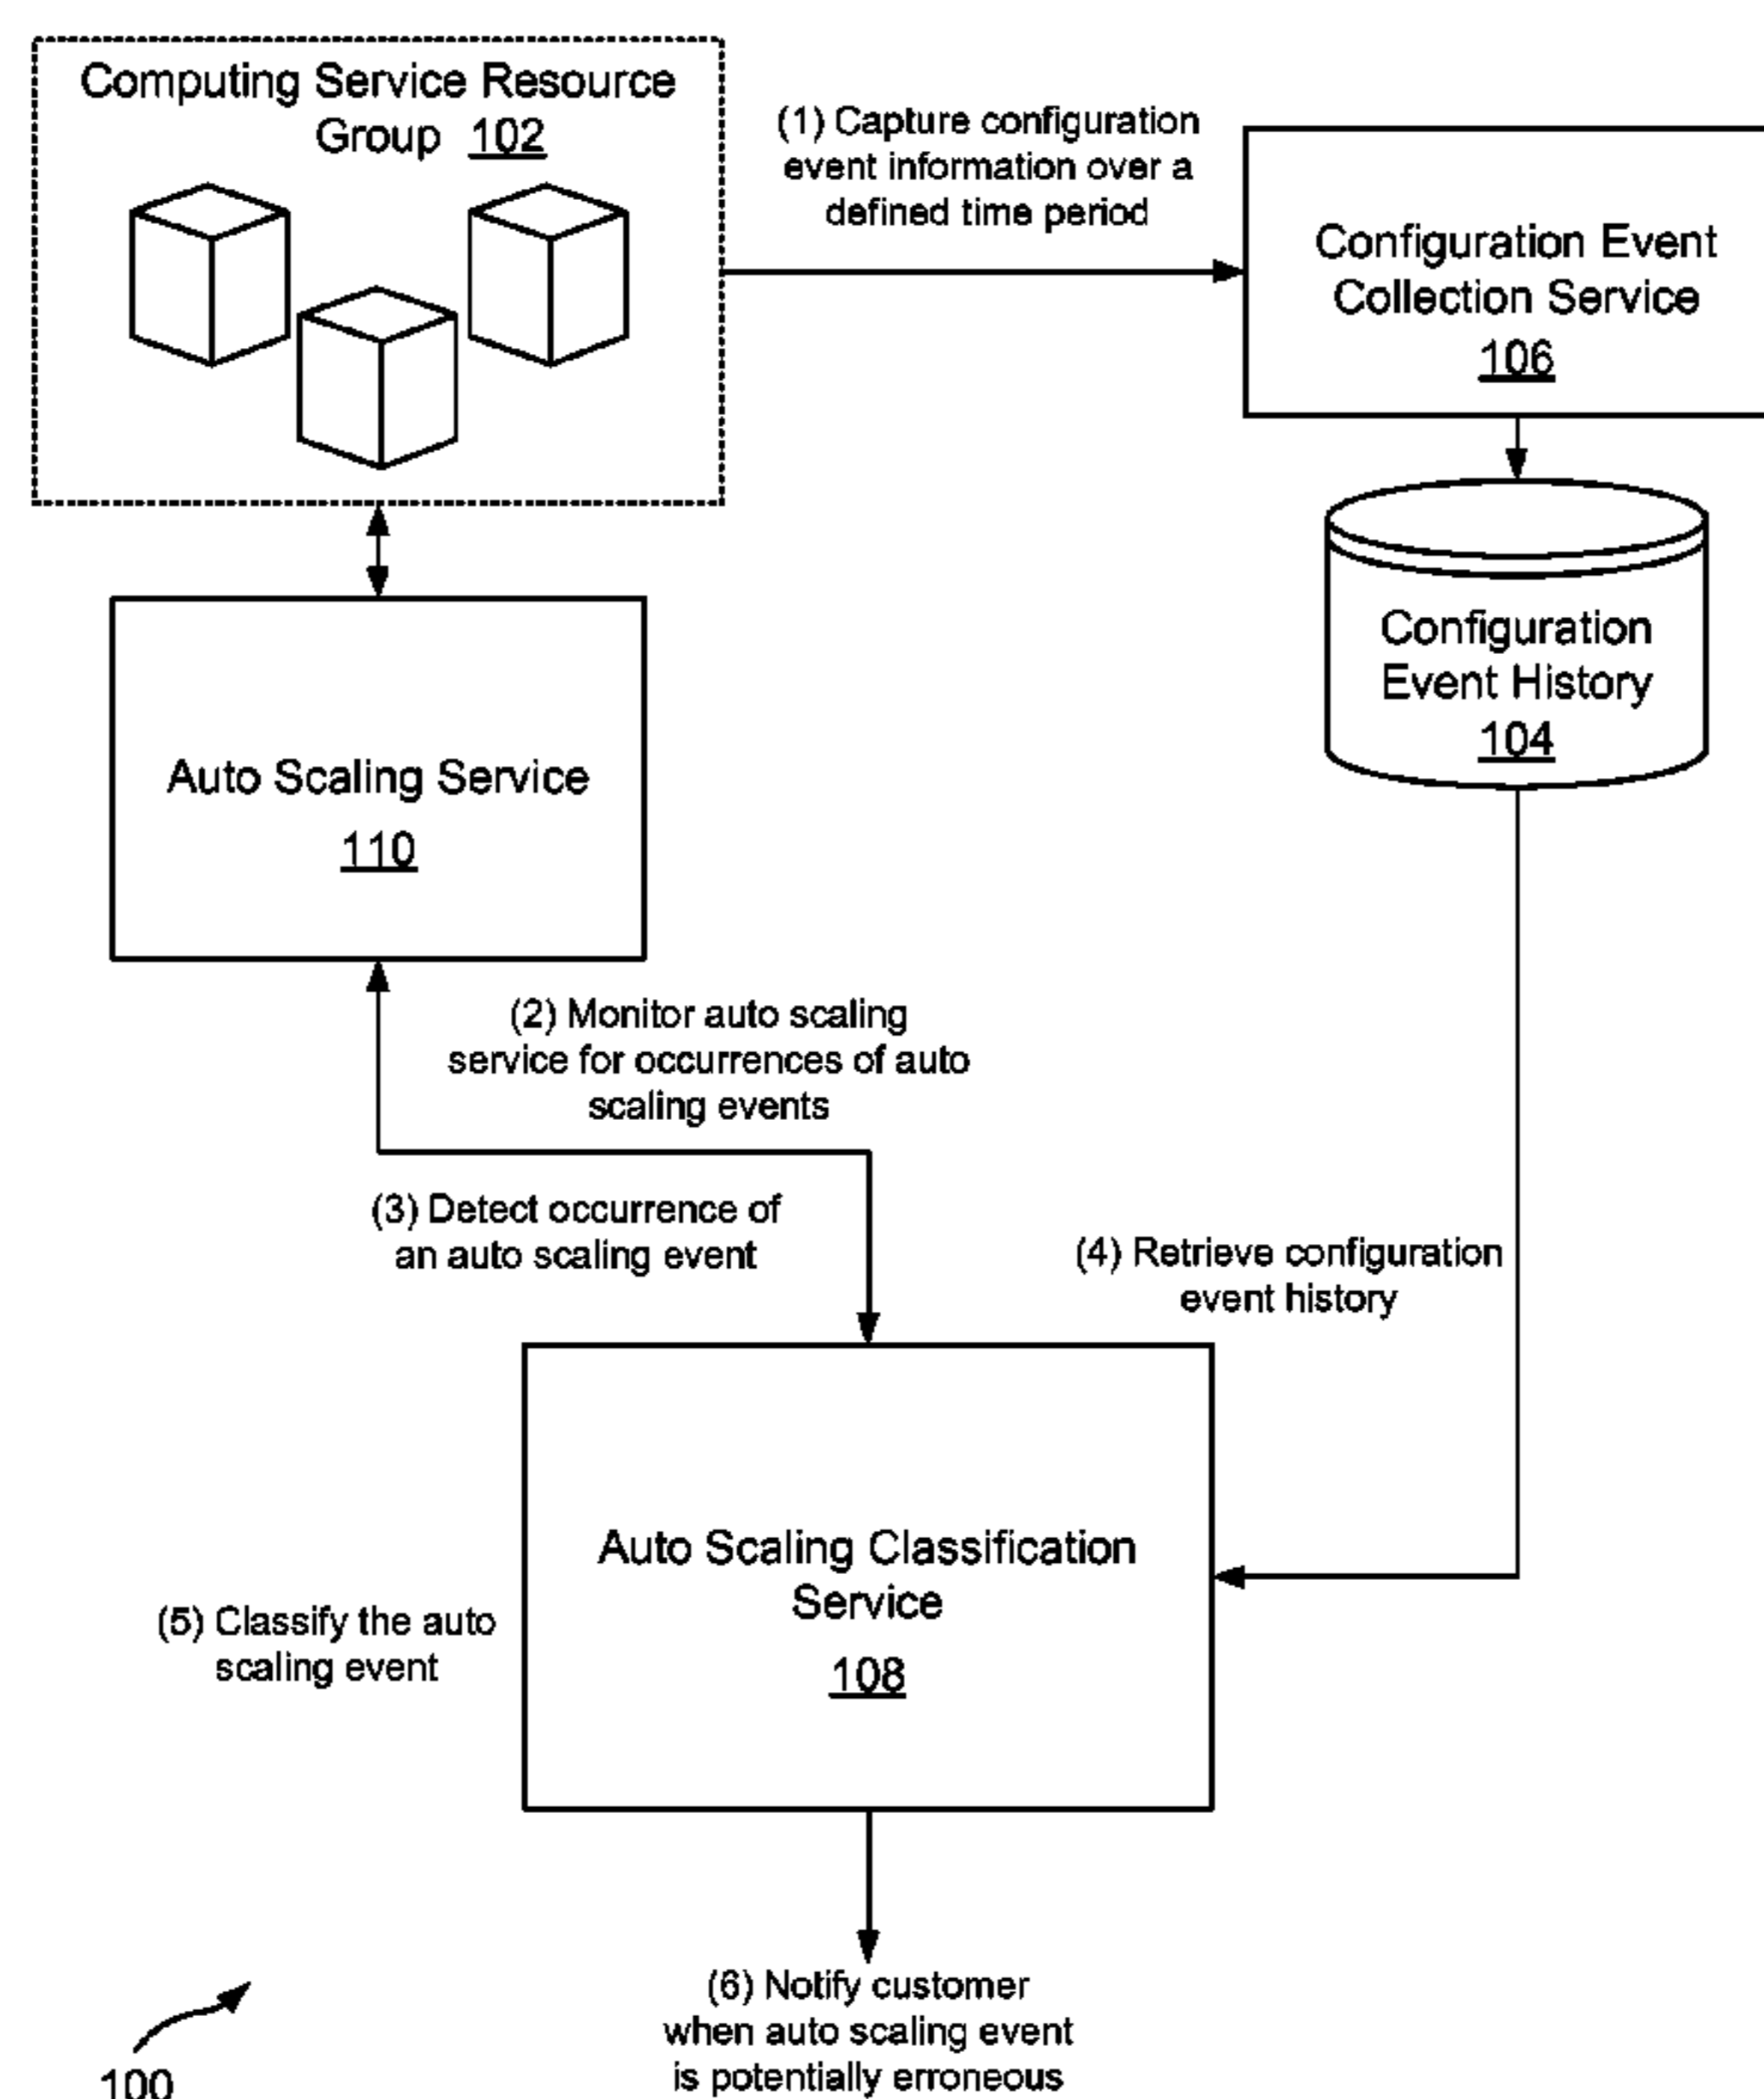 Computing Service Resource
Group 102
(1) Capture configuration
event information over a
defined time period
Configuration Event
Collection Service
106
Configuration
Event History
104
Auto Scaling Service
110
(2) Monitor auto scaling
service for occurrences of auto
scaling events
(3) Detect occurrence of
an auto scaling event
(4) Retrieve configuration
event history
Auto Scaling Classification
Service
108
(5) Classify the auto
scaling event
(6) Notify customer
when auto scaling event
is potentially erroneous
100